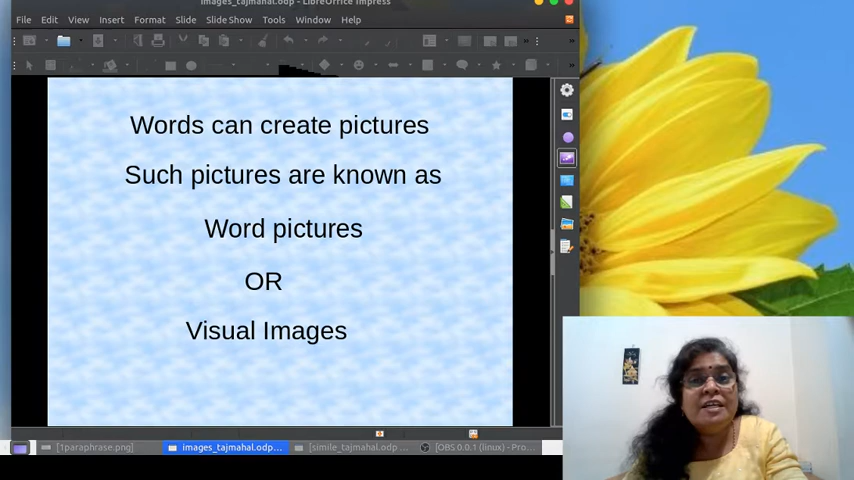 images_tajmahal.odp - LibreOffice Impress
File Edit View Insert Format Slide Slide Show Tools Window Help
Words can create pictures
Such pictures are known as
Word pictures
OR
Visual Images
[1paraphrase.png] images_tajmahal.odp... [simile_tajmahal.odp ... [OBS 0.0.1 (linux) - Pro...